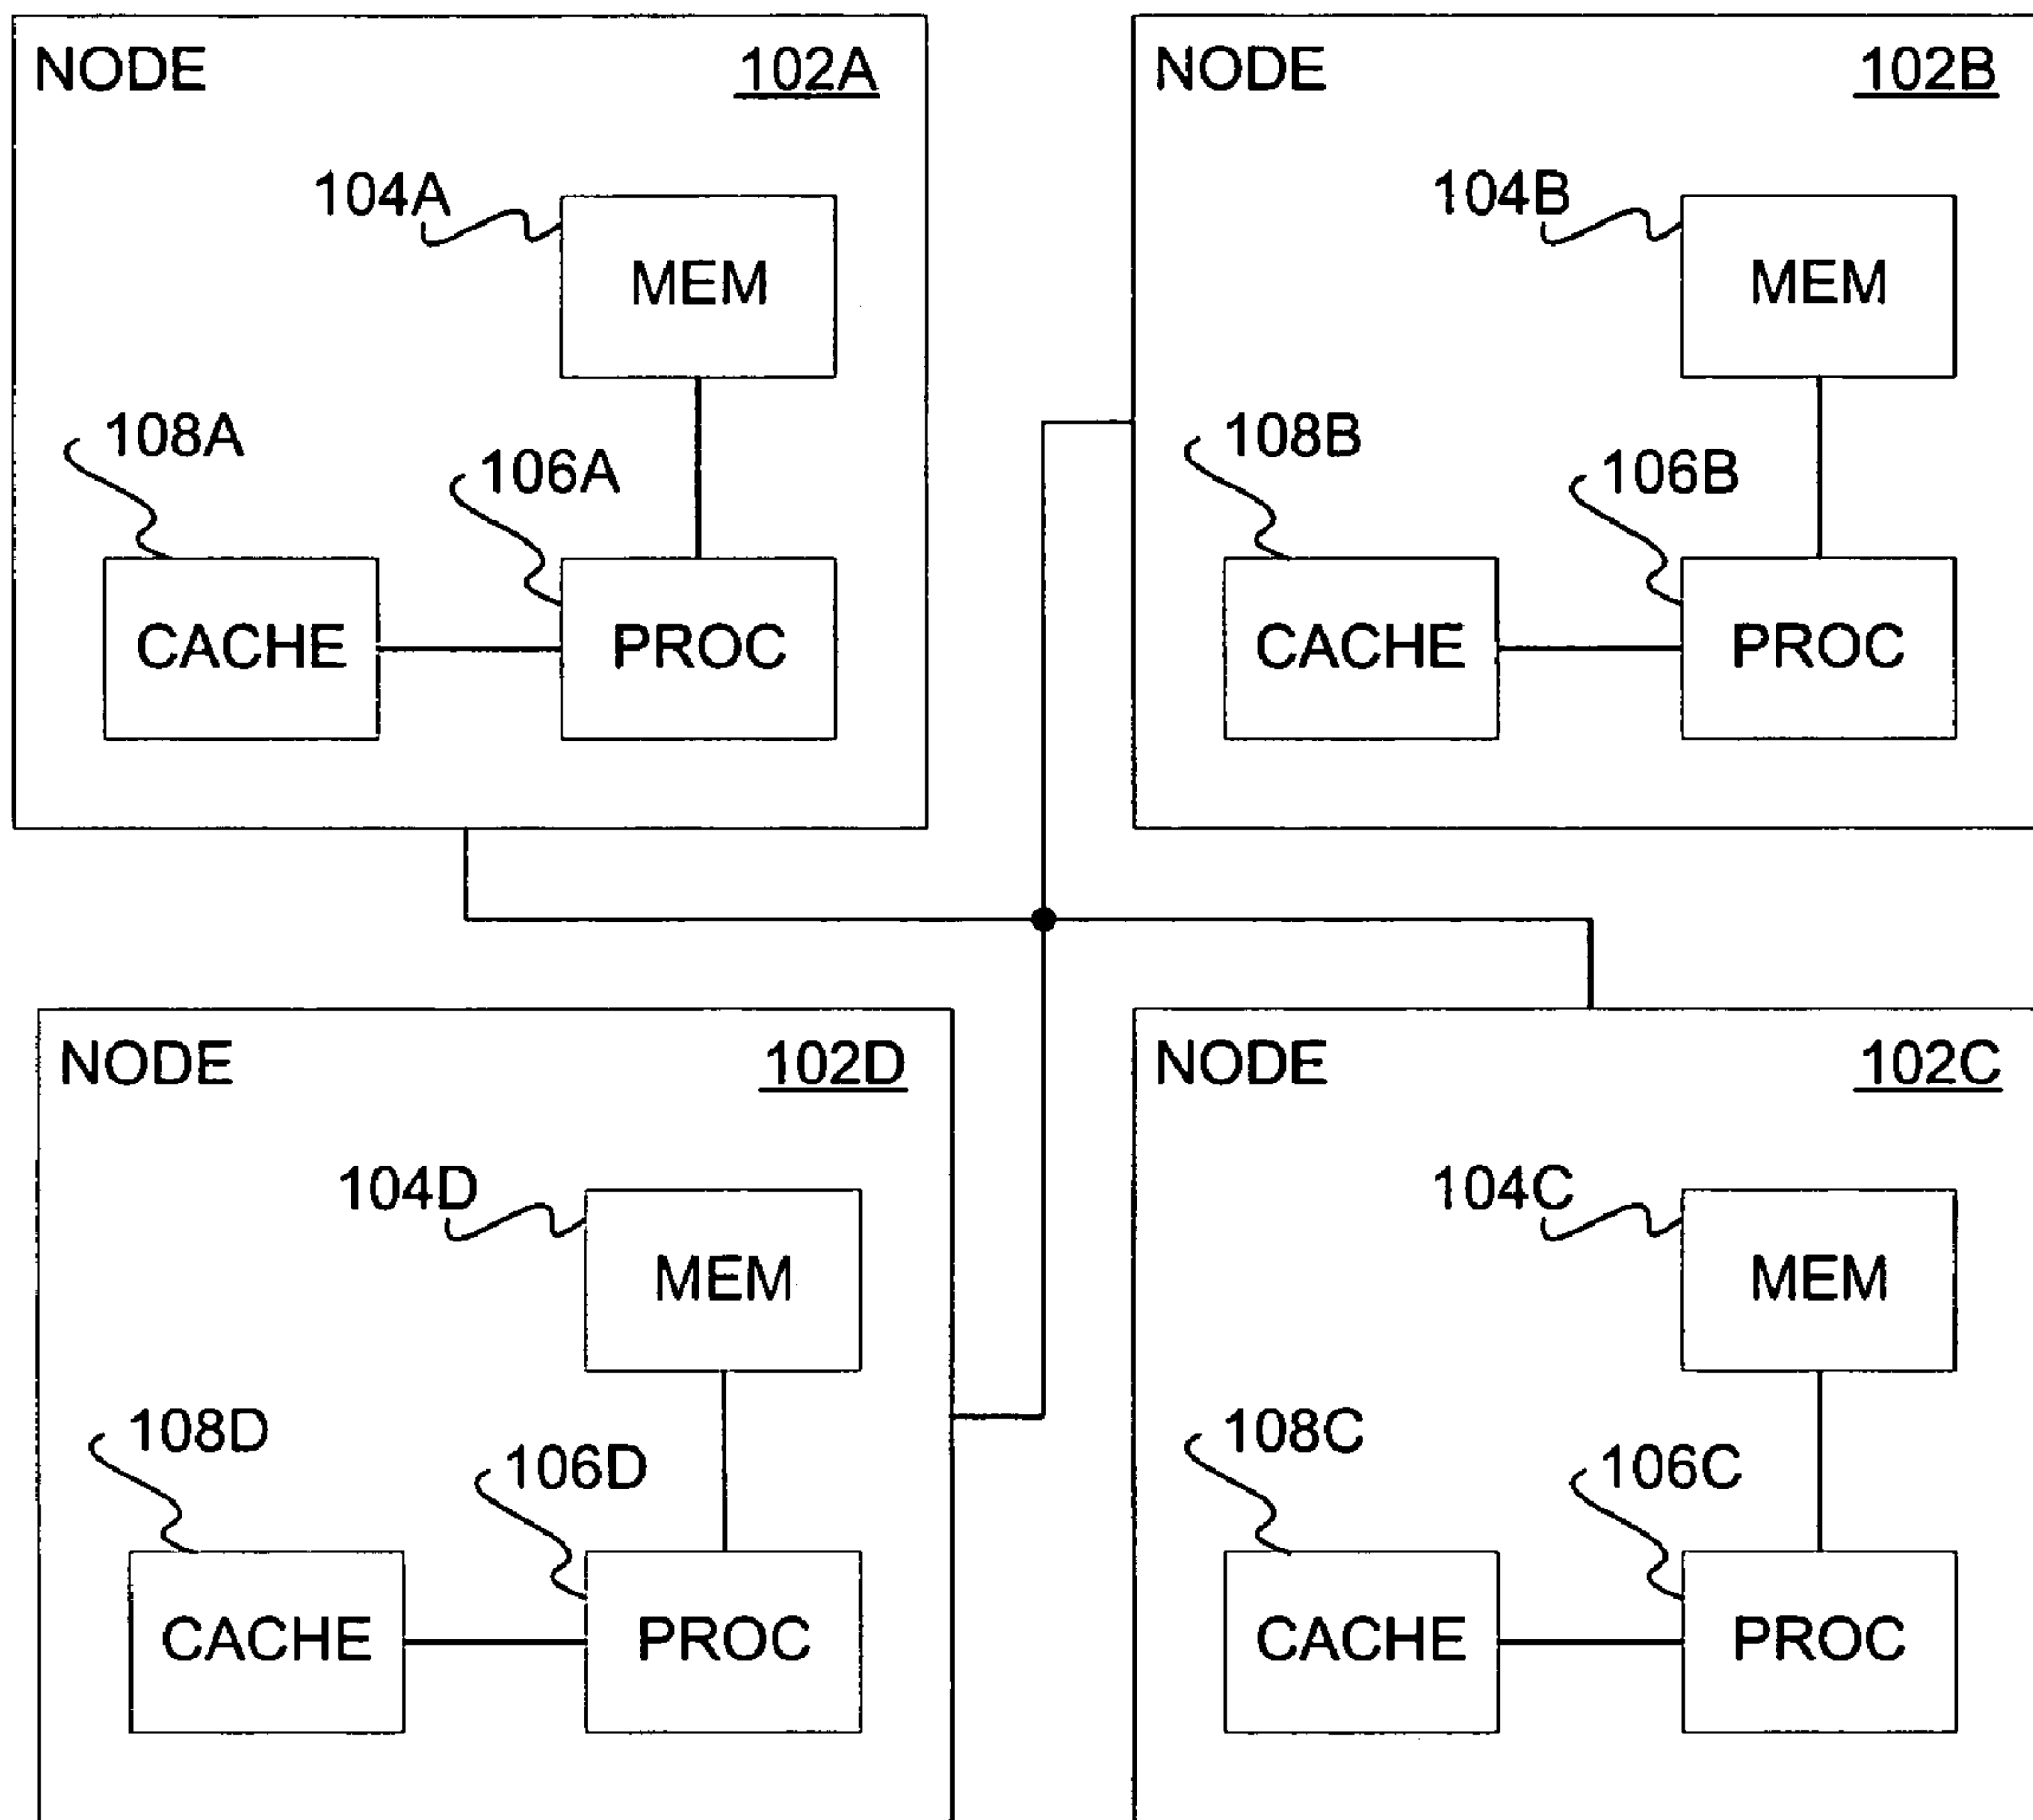 NODE 102A
104A
MEM
108A
106A
CACHE
PROC
NODE 102B
104B
MEM
108B
106B
CACHE
PROC
NODE 102D
104D
MEM
108D
106D
CACHE
PROC
NODE 102C
104C
MEM
108C
106C
CACHE
PROC